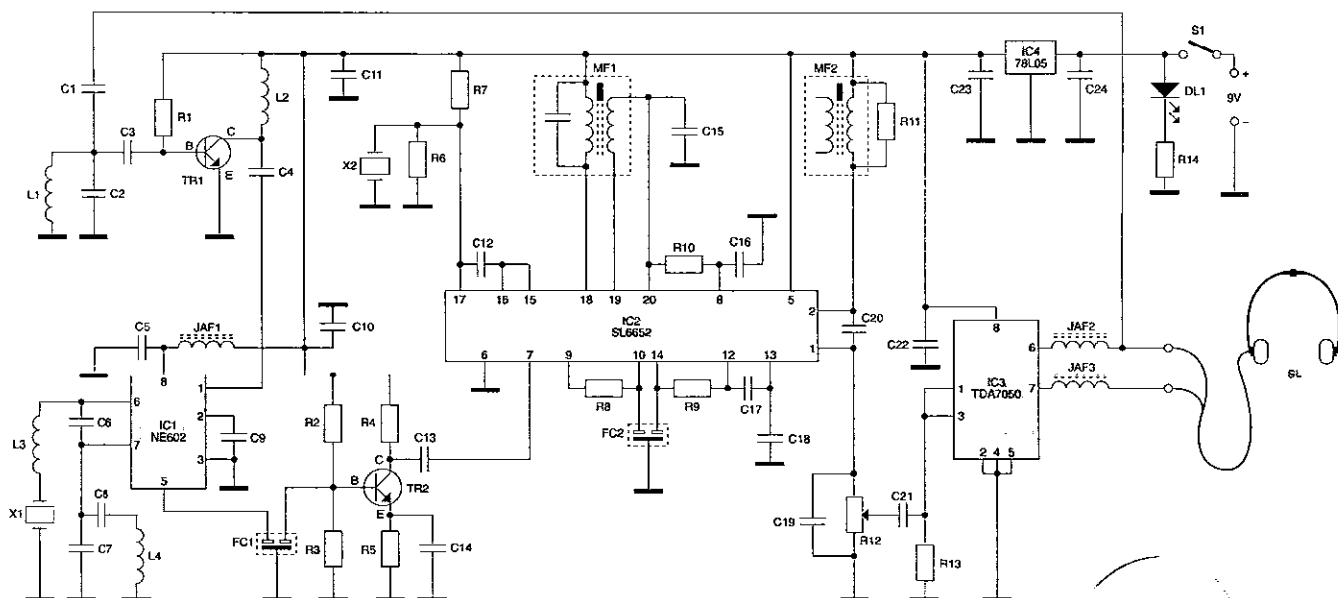 S1
IC4
78L05
MF1
MF2
C11
C23
C24
+
9V
-
DL1
C1
R7
L2
R1
C3
B
C
TR1
E
C4
C15
R11
X2
R6
R14
L1
C2
C12
R10
C16
17
16
15
18
19
20
8
5
IC2
SL6652
2
1
C20
C10
C5
JAF1
8
C22
8
JAF2
6
IC3
TDA7050
JAF3
7
GL
6
7
9
10
14
12
13
1
3
6
IC1
NE602
1
2
7
3
5
C6
C9
L3
R2
R4
R8
R9
C17
FC2
C18
C13
C
B
TR2
E
2
4
5
X1
C8
C7
L4
FC1
R3
R5
C14
C19
R12
C21
R13